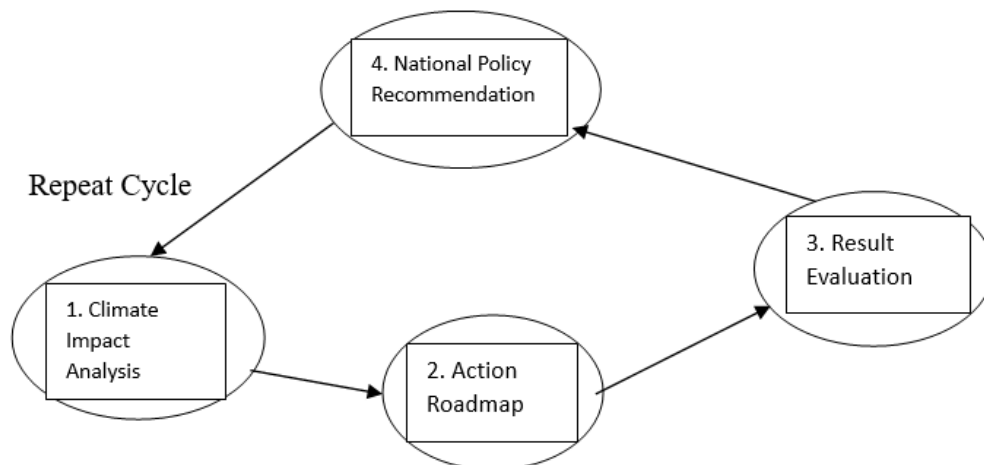 4. National Policy
Recommendation
Repeat Cycle
3. Result
Evaluation
1. Climate
Impact
Analysis
2. Action
Roadmap